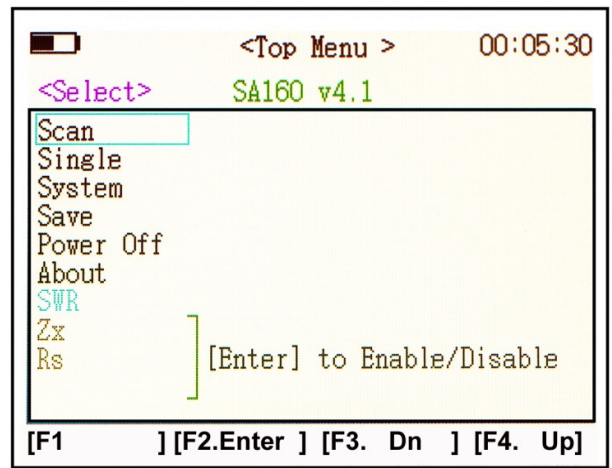 <Top Menu > 00:05:30
<Select> SA160 v4.1
Scan
Single
System
Save
Power Off
About
SWR
Zx
Rs [Enter] to Enable/Disable
[F1 ] [F2.Enter ] [F3. Dn ] [F4. Up]